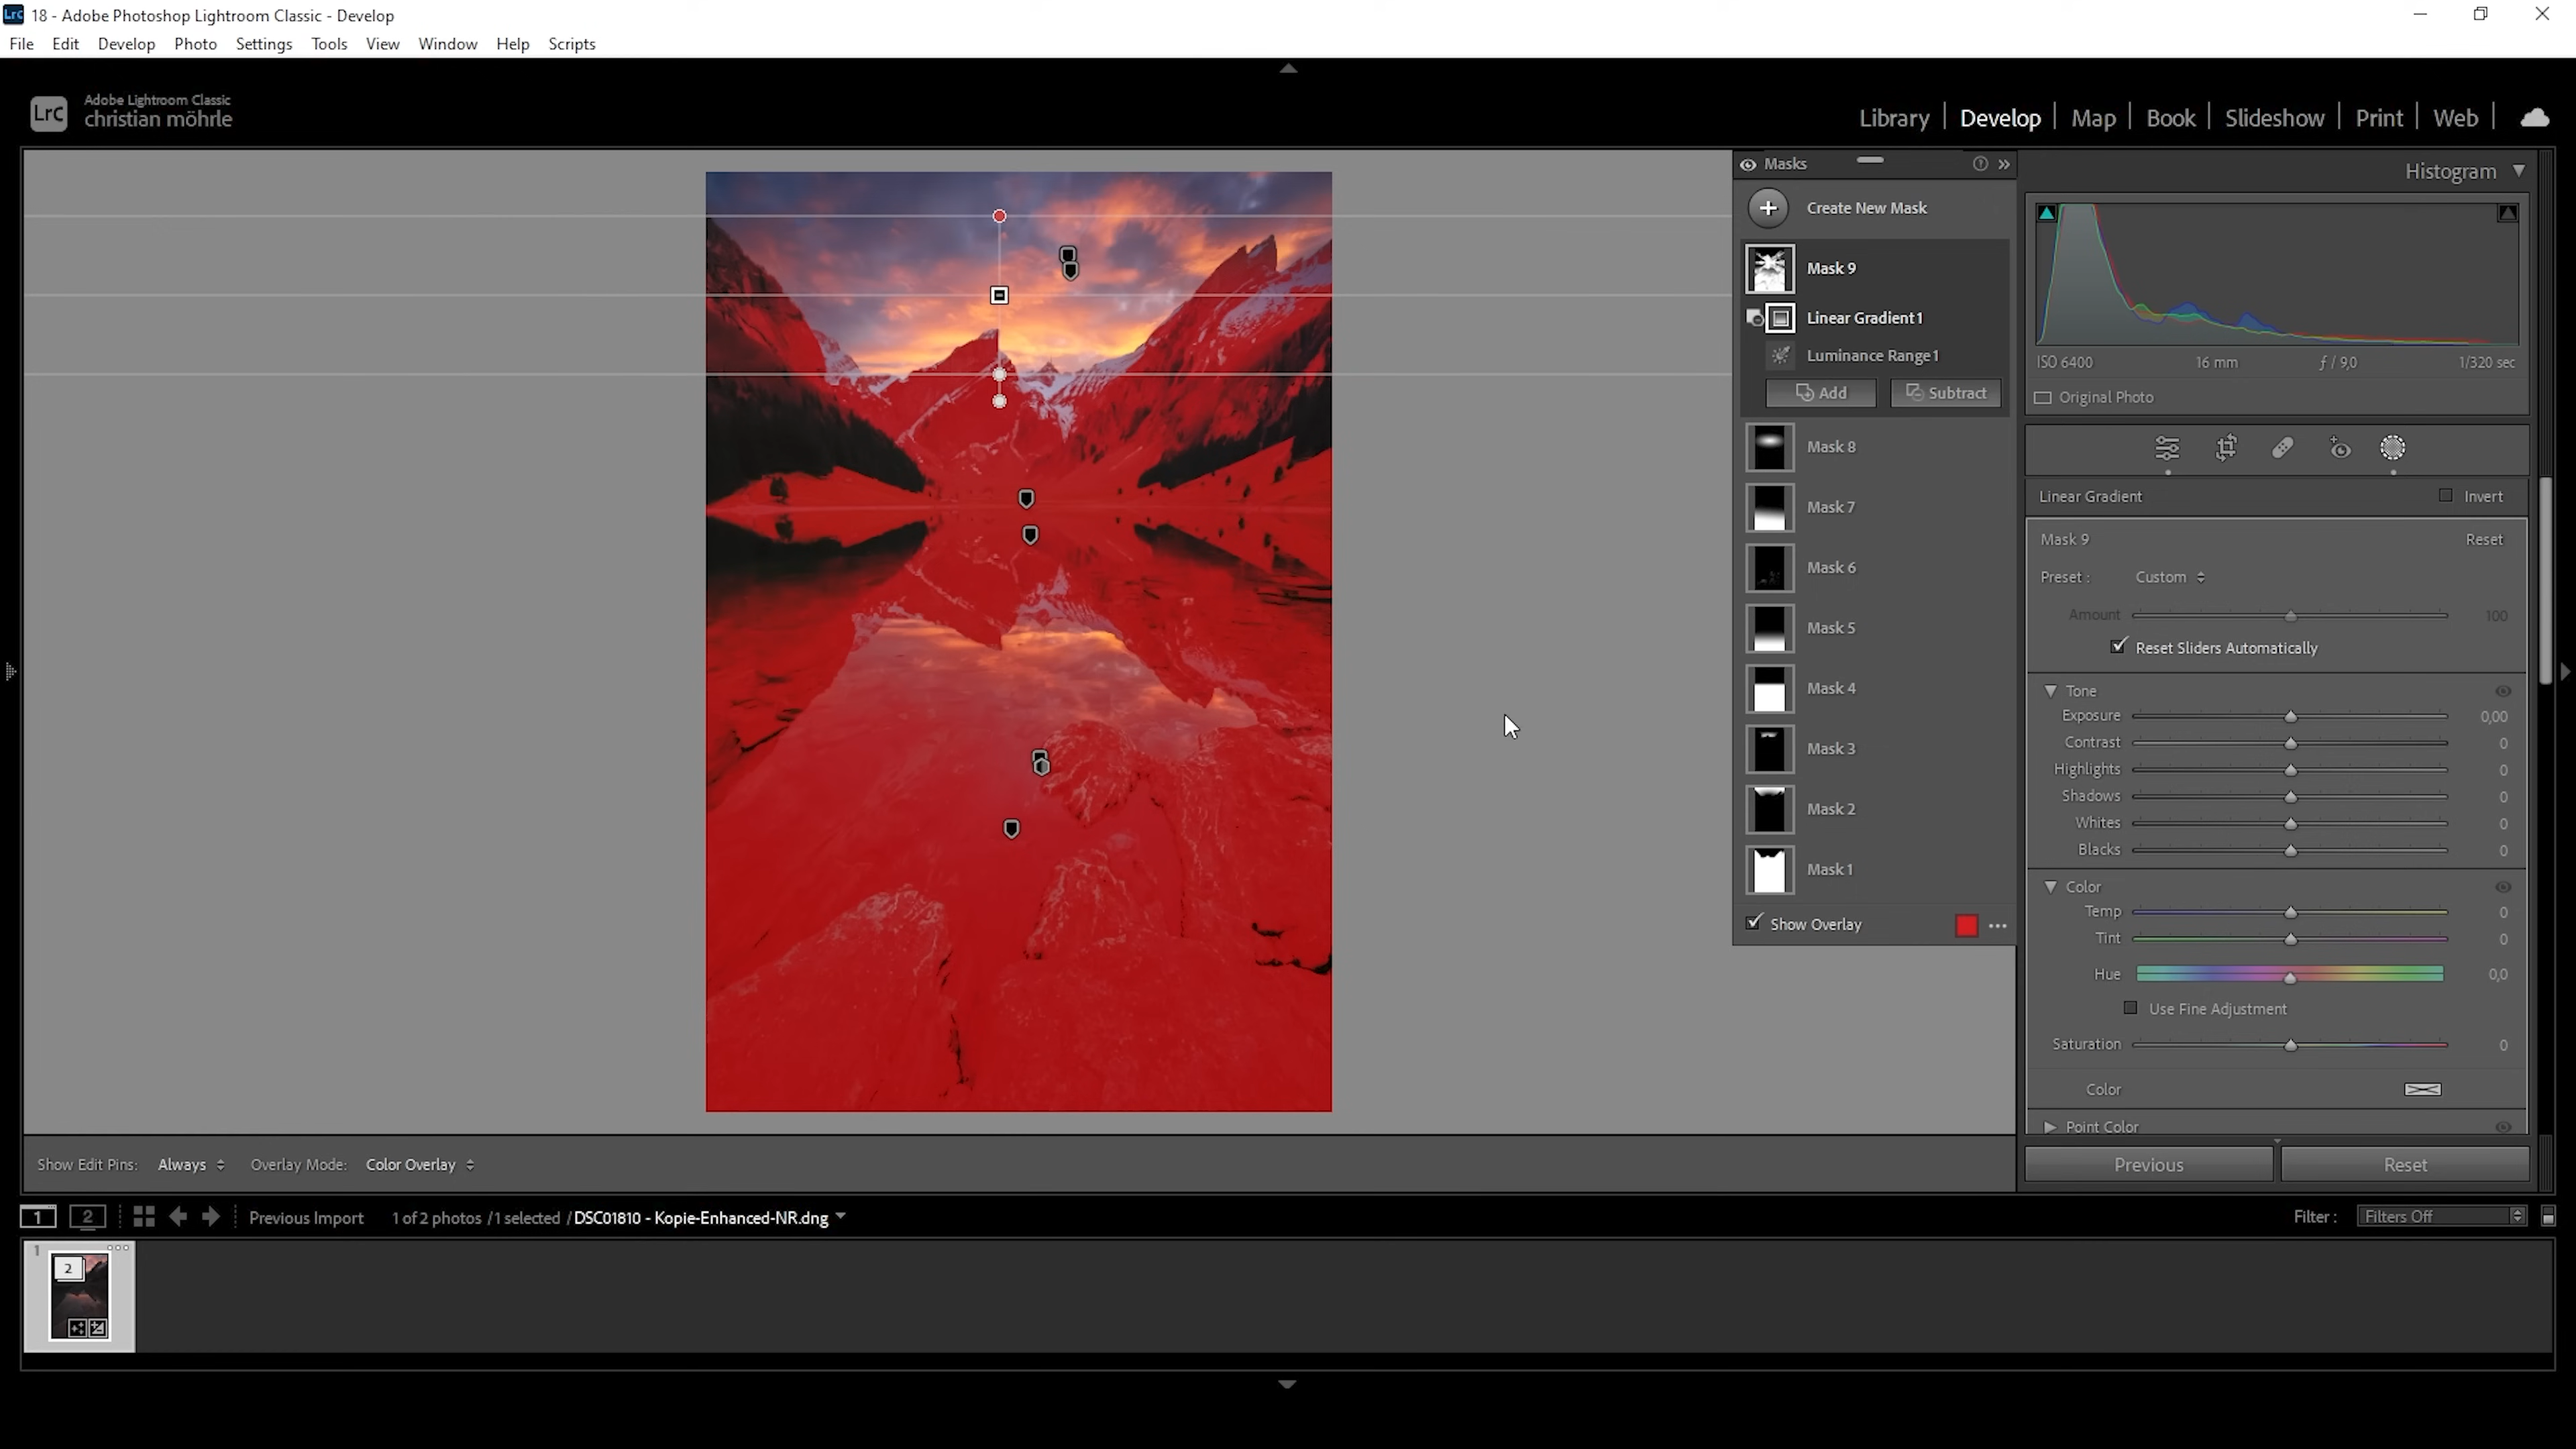 Lrc 18 - Adobe Photoshop Lightroom Classic - Develop
File Edit Develop Photo Settings Tools View Window Help Scripts
Lrc Adobe Lightroom Classic
christian möhrle
Library Develop Map Book Slideshow Print Web
Masks
Create New Mask
Mask 9
Linear Gradient 1
Luminance Range 1
Add Subtract
Mask 8
Mask 7
Mask 6
Mask 5
Mask 4
Mask 3
Mask 2
Mask 1
Show Overlay
Histogram
ISO 6400 16 mm ƒ / 9,0 1/320 sec
Original Photo
Linear Gradient Invert
Mask 9 Reset
Preset : Custom
Amount 100
Reset Sliders Automatically
Tone
Exposure 0,00
Contrast 0
Highlights 0
Shadows 0
Whites 0
Blacks 0
Color
Temp 0
Tint 0
Hue 0,0
Use Fine Adjustment
Saturation 0
Color
Point Color
Previous Reset
Show Edit Pins: Always Overlay Mode: Color Overlay
1 2 Previous Import 1 of 2 photos / 1 selected / DSC01810 - Kopie-Enhanced-NR.dng Filter : Filters Off
1
2